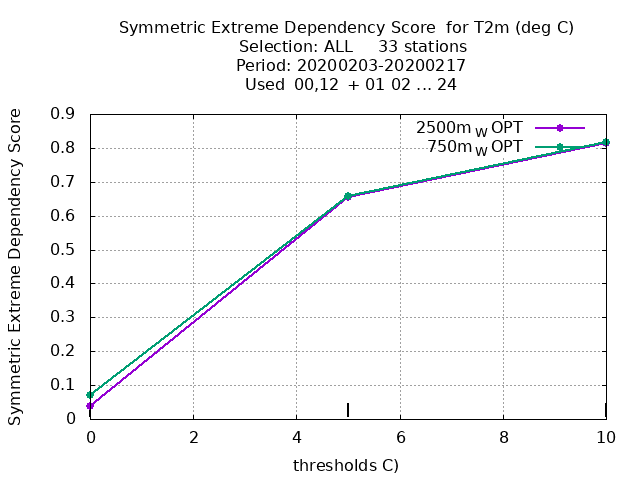 Symmetric Extreme Dependency Score for T2m (deg C)
Selection: ALL 33 stations
Period: 20200203-20200217
Used 00,12 + 01 02 ... 24
Symmetric Extreme Dependency Score
0.9
0.8
0.7
0.6
0.5
0.4
0.3
0.2
0.1
0
2500m W OPT
750m W OPT
0 2 4 6 8 10
thresholds C)